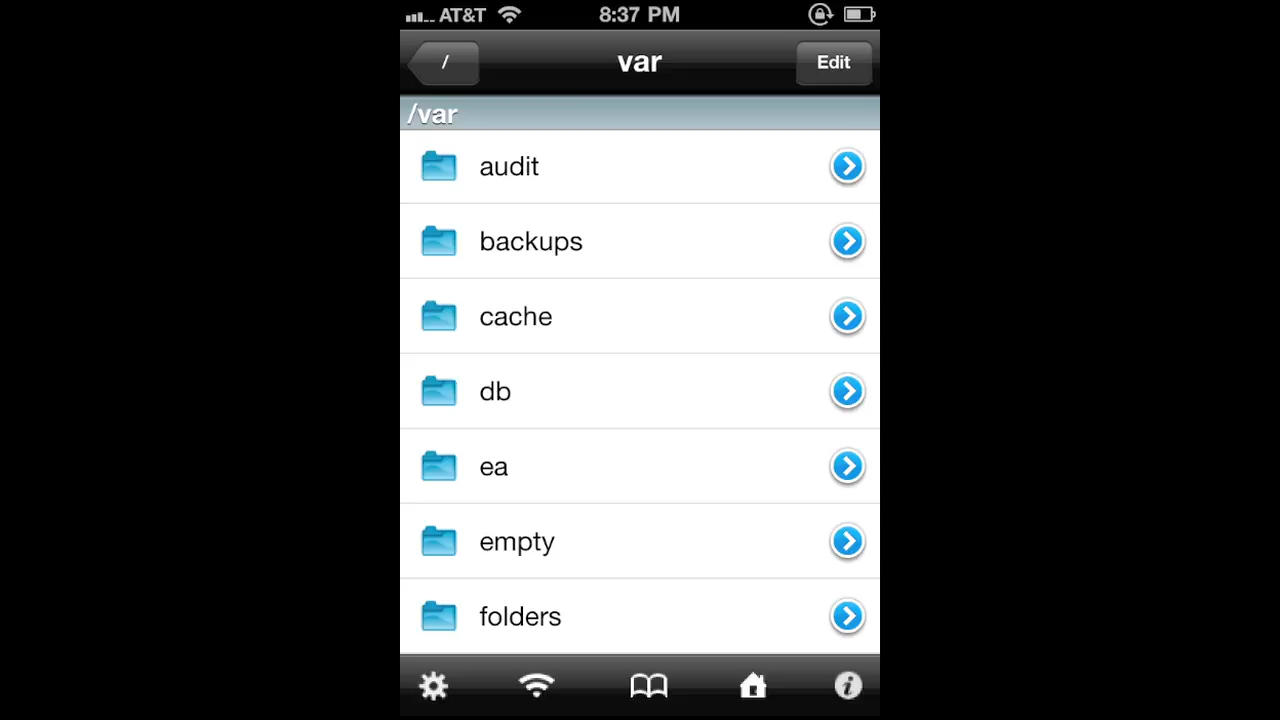 AT&T 8:37 PM
/ var Edit
/var
audit
backups
cache
db
ea
empty
folders